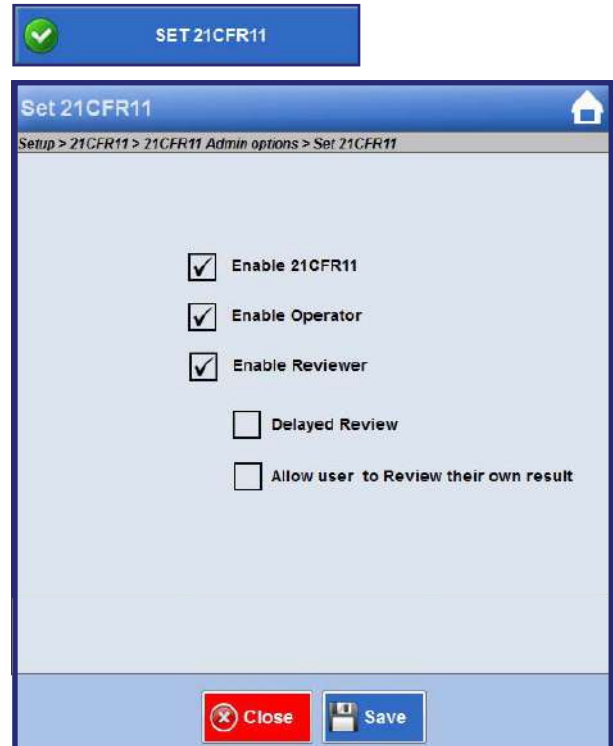 SET 21CFR11
Set 21CFR11
Setup > 21CFR11 > 21CFR11 Admin options > Set 21CFR11
Enable 21CFR11
Enable Operator
Enable Reviewer
Delayed Review
Allow user to Review their own result
Close
Save